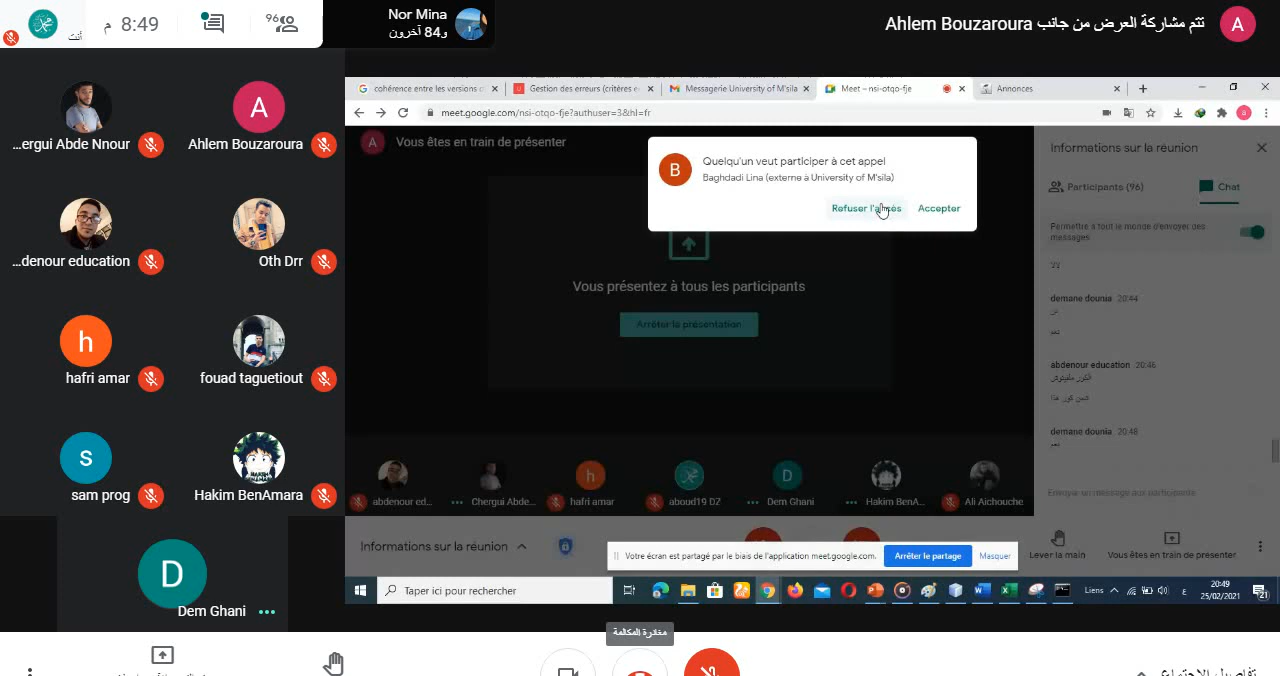 أنت
8:49 م
96
Nor Mina
و84 آخرون
تتم مشاركة العرض من جانب Ahlem Bouzaroura
A
...ergui Abde Nnour
A
Ahlem Bouzaroura
...denour education
Oth Drr
h
hafri amar
fouad taguetiout
s
sam prog
Hakim BenAmara
D
Dem Ghani
cohérence entre les versions d
Gestion des erreurs (critères e
Messagerie University of M'sila
Meet – nsi-otqo-fje
Annonces
meet.google.com/nsi-otqo-fje?authuser=3&hl=fr
A
Vous êtes en train de présenter
B
Quelqu'un veut participer à cet appel
Baghdadi Lina (externe à University of M'sila)
Refuser l'accès
Accepter
Vous présentez à tous les participants
Arrêter la présentation
Informations sur la réunion
Participants (96)
Chat
Permettre à tout le monde d'envoyer des
messages
demane dounia 20:44
نعم
abdenour education 20:46
demane dounia 20:48
نعم
Envoyer un message aux participants
abdenour ed...
Chergui Abde...
h
hafri amar
aboud19 DZ
D
Dem Ghani
Hakim BenA...
Ali Aichouche
Informations sur la réunion
Votre écran est partagé par le biais de l'application meet.google.com.
Arrêter le partage
Masquer
Lever la main
Vous êtes en train de présenter
Taper ici pour rechercher
Liens
ع
20:49
25/02/2021
21
مغادرة المكالمة
تفاصيل الاجتماع